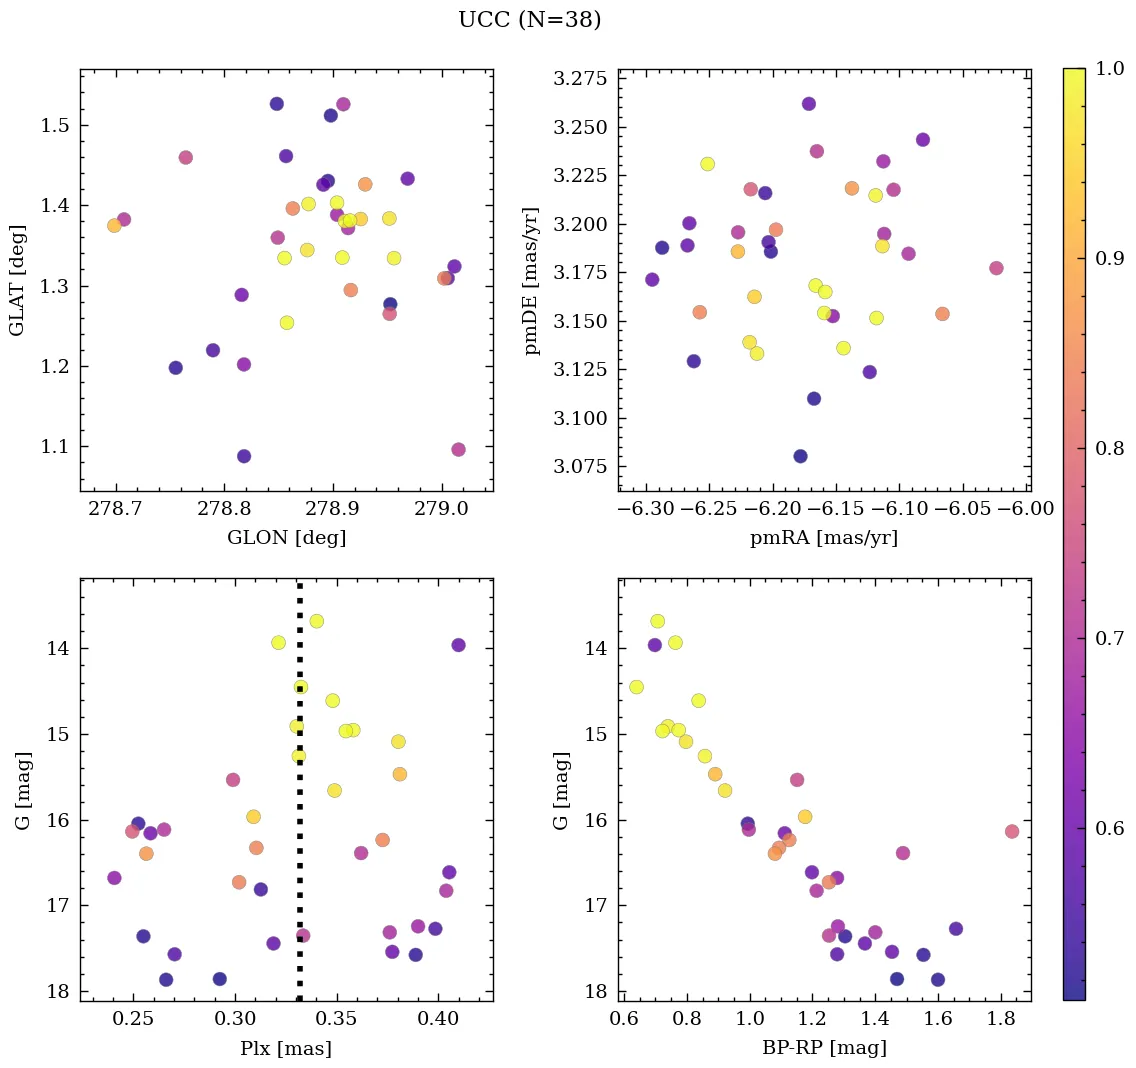 UCC (N=38)
1.5
1.4
1.3
1.2
1.1
GLAT [deg]
278.7 278.8 278.9 279.0
GLON [deg]
3.275
3.250
3.225
3.200
3.175
3.150
3.125
3.100
3.075
pmDE [mas/yr]
−6.30 −6.25 −6.20 −6.15 −6.10 −6.05 −6.00
pmRA [mas/yr]
1.0
0.9
0.8
0.7
0.6
14
15
16
17
18
G [mag]
0.25 0.30 0.35 0.40
Plx [mas]
14
15
16
17
18
G [mag]
0.6 0.8 1.0 1.2 1.4 1.6 1.8
BP-RP [mag]